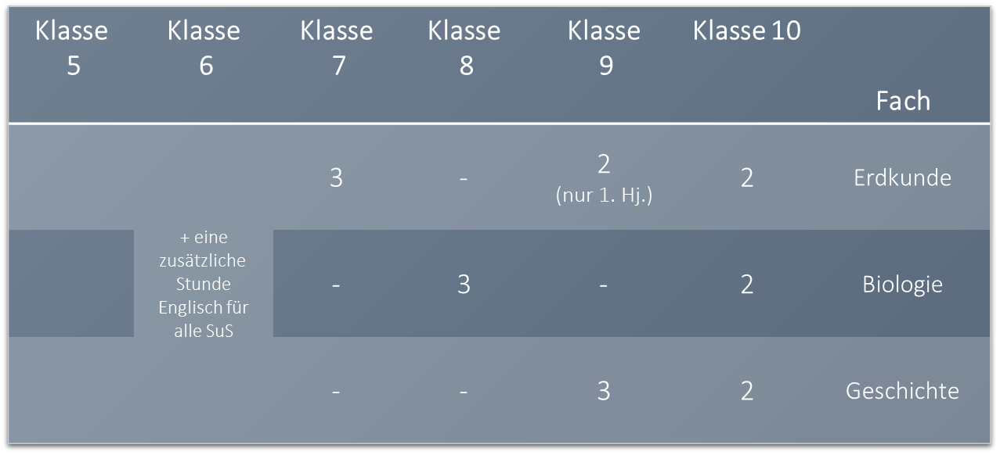 Klasse 5 Klasse 6 Klasse 7 Klasse 8 Klasse 9 Klasse 10 Fach
3 - 2 (nur 1. Hj.) 2 Erdkunde
+ eine
zusätzliche
Stunde
Englisch für
alle SuS
- 3 - 2 Biologie
- - 3 2 Geschichte